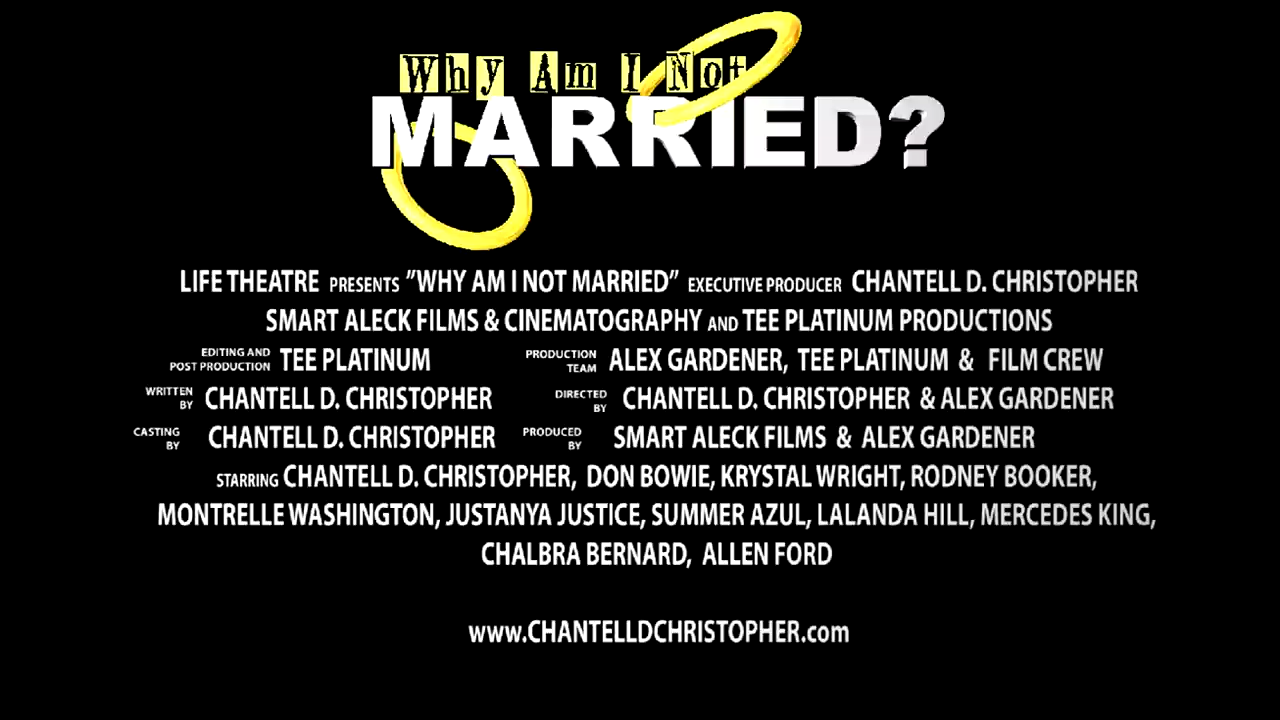 Why Am I Not
MARRIED?
LIFE THEATRE PRESENTS "WHY AM I NOT MARRIED" EXECUTIVE PRODUCER CHANTELL D. CHRISTOPHER
SMART ALECK FILMS & CINEMATOGRAPHY AND TEE PLATINUM PRODUCTIONS
EDITING AND POST PRODUCTION TEE PLATINUM PRODUCTION TEAM ALEX GARDENER, TEE PLATINUM & FILM CREW
WRITTEN BY CHANTELL D. CHRISTOPHER DIRECTED BY CHANTELL D. CHRISTOPHER & ALEX GARDENER
CASTING BY CHANTELL D. CHRISTOPHER PRODUCED BY SMART ALECK FILMS & ALEX GARDENER
STARRING CHANTELL D. CHRISTOPHER, DON BOWIE, KRYSTAL WRIGHT, RODNEY BOOKER,
MONTRELLE WASHINGTON, JUSTANYA JUSTICE, SUMMER AZUL, LALANDA HILL, MERCEDES KING,
CHALBRA BERNARD, ALLEN FORD
www.CHANTELLDCHRISTOPHER.com